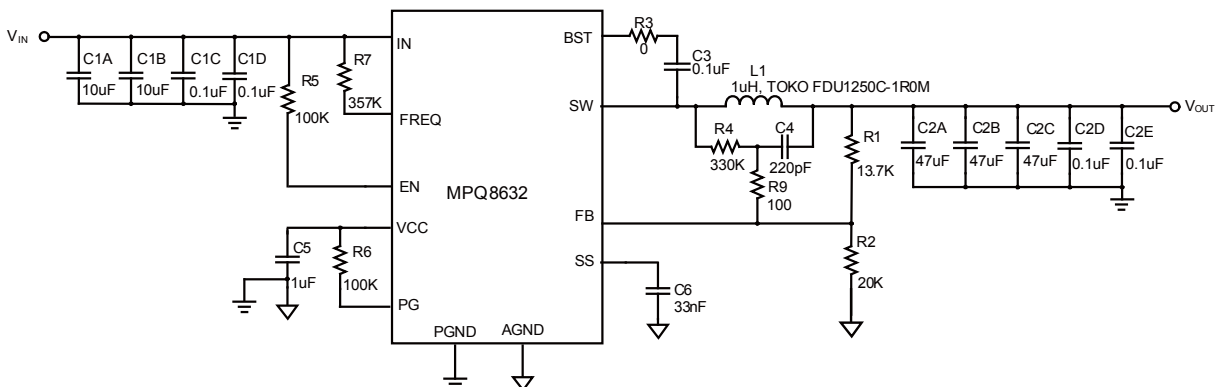 V_IN
C1A
C1B
C1C
C1D
10uF
10uF
0.1uF
0.1uF
R5
100K
R7
357K
IN
FREQ
EN
VCC
PG
PGND
AGND
MPQ8632
BST
SW
FB
SS
C5
1uF
R6
100K
R3
0
C3
0.1uF
L1
1uH, TOKO FDU1250C-1R0M
R4
330K
C4
220pF
R9
100
R1
13.7K
R2
20K
C6
33nF
C2A
C2B
C2C
C2D
C2E
47uF
47uF
47uF
0.1uF
0.1uF
V_OUT